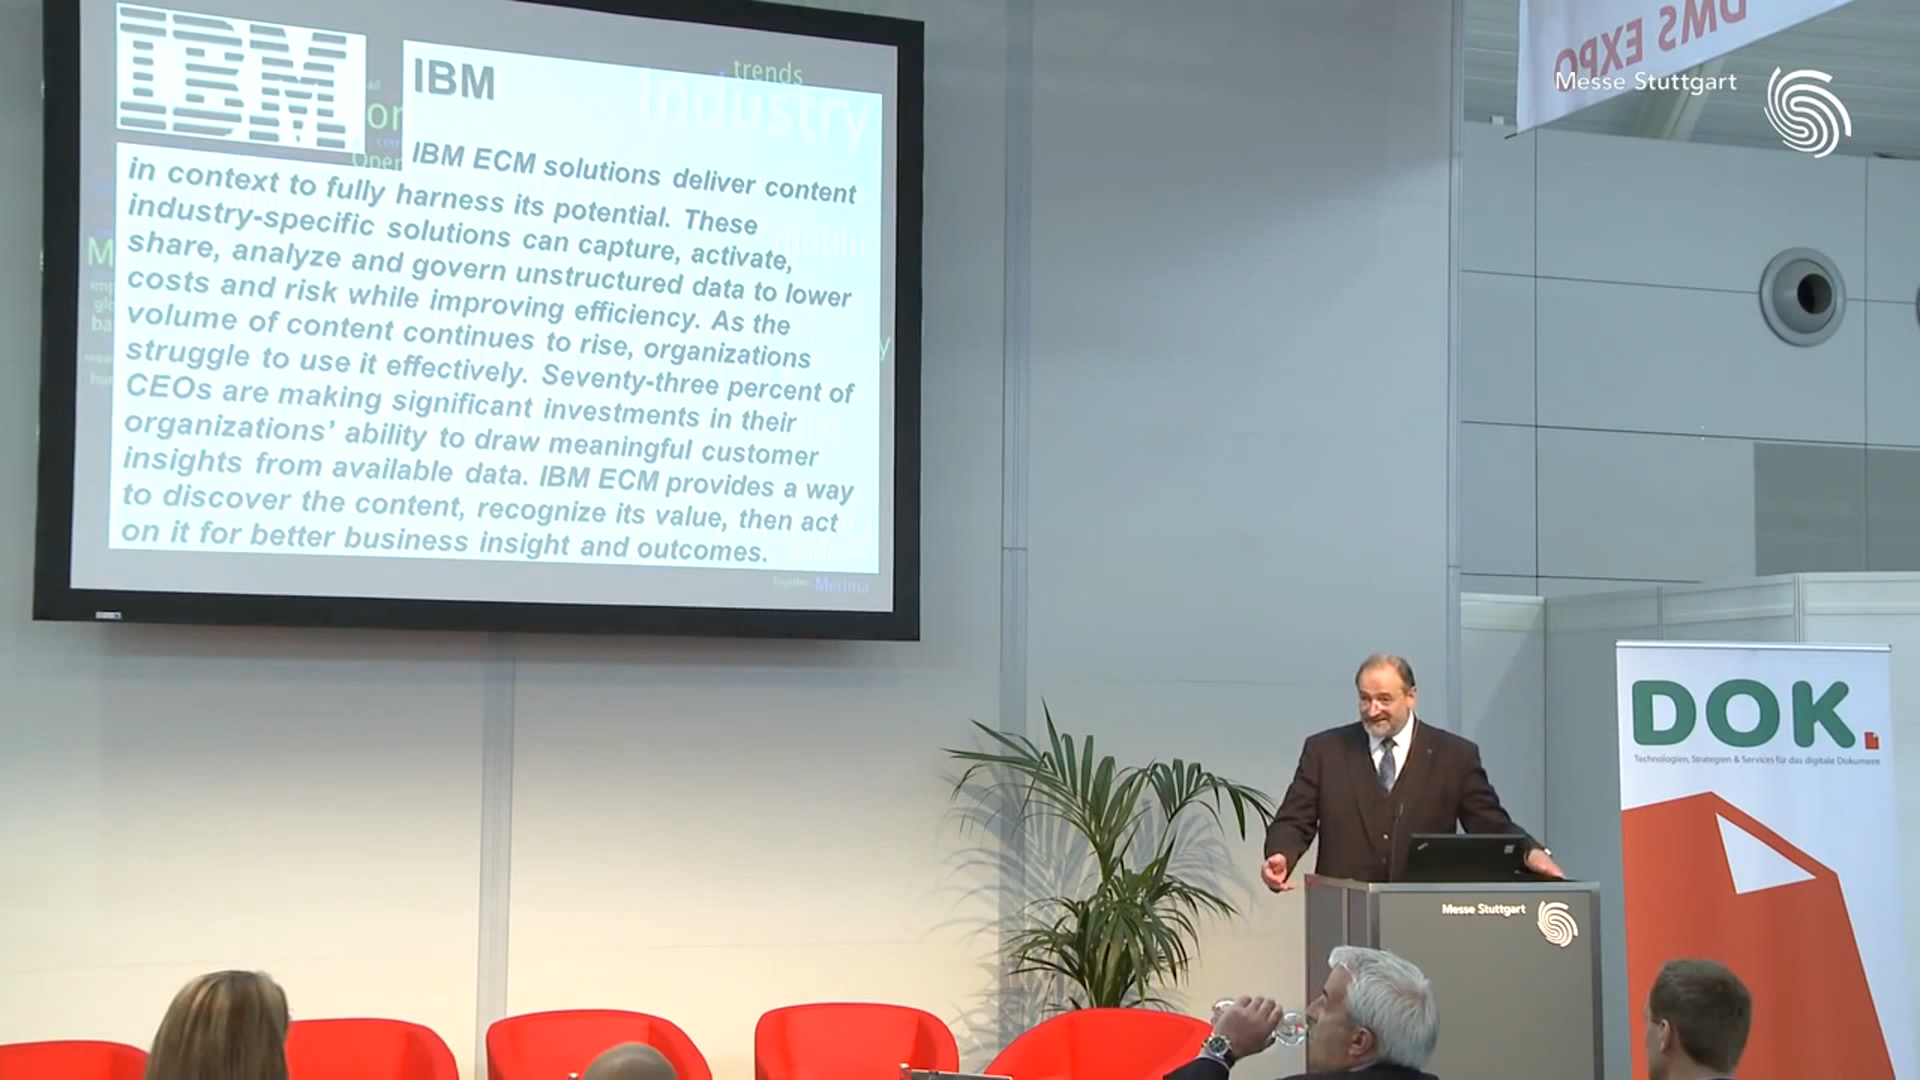 IBM
IBM
IBM ECM solutions deliver content
in context to fully harness its potential. These
industry-specific solutions can capture, activate,
share, analyze and govern unstructured data to lower
costs and risk while improving efficiency. As the
volume of content continues to rise, organizations
struggle to use it effectively. Seventy-three percent of
CEOs are making significant investments in their
organizations’ ability to draw meaningful customer
insights from available data. IBM ECM provides a way
to discover the content, recognize its value, then act
on it for better business insight and outcomes.
trends
Industry
Open
Together
Medina
DMS EXPO
Messe Stuttgart
DOK.
Technologien, Strategien & Services für das digitale Dokument
Messe Stuttgart